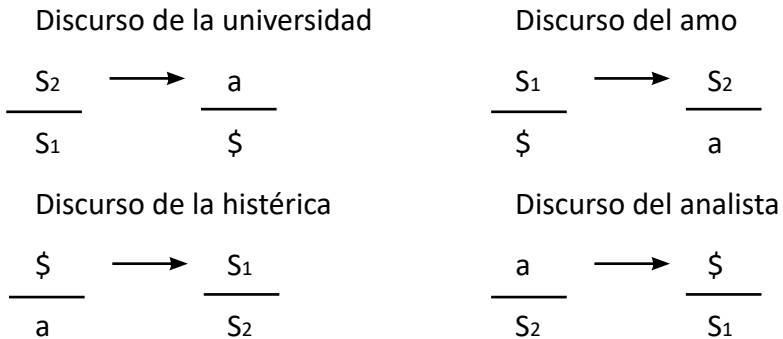 Discurso de la universidad
S2 → a
S1 $
Discurso del amo
S1 → S2
$ a
Discurso de la histérica
$ → S1
a S2
Discurso del analista
a → $
S2 S1